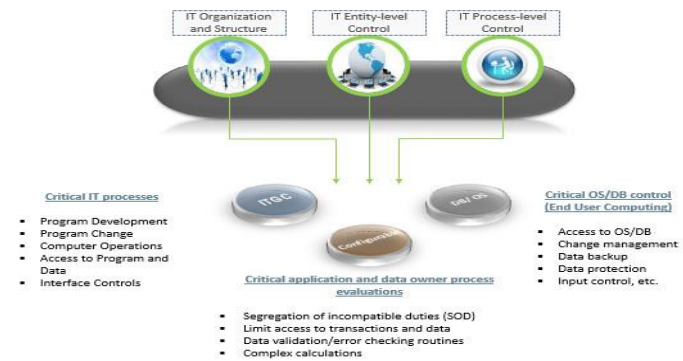 IT Organization
and Structure
IT Entity-level
Control
IT Process-level
Control
ITGC
DB/ OS
Critical IT processes
▪ Program Development
▪ Program Change
▪ Computer Operations
▪ Access to Program and
Data
▪ Interface Controls
Critical OS/DB control
(End User Computing)
▪ Access to OS/DB
▪ Change management
▪ Data backup
▪ Data protection
▪ Input control, etc.
Critical application and data owner process
evaluations
▪ Segregation of incompatible duties (SOD)
▪ Limit access to transactions and data
▪ Data validation/error checking routines
▪ Complex calculations